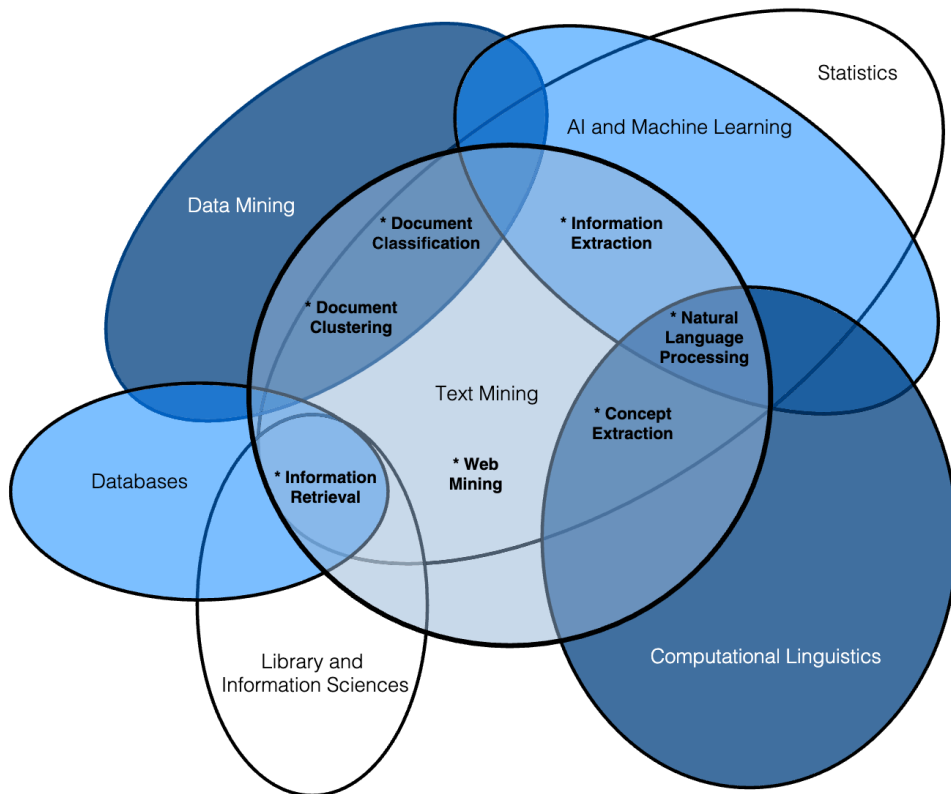 Statistics
AI and Machine Learning
Data Mining
* Document
Classification
* Information
Extraction
* Document
Clustering
* Natural
Language
Processing
Text Mining
* Concept
Extraction
Databases
* Information
Retrieval
* Web
Mining
Library and
Information Sciences
Computational Linguistics